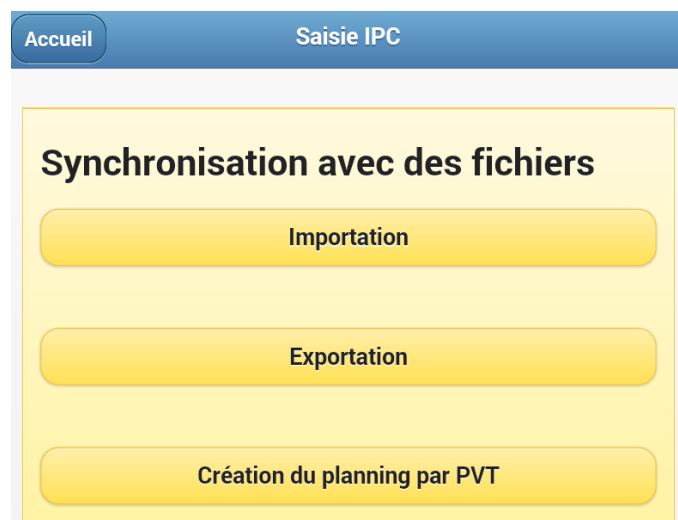 Accueil
Saisie IPC
Synchronisation avec des fichiers
Importation
Exportation
Création du planning par PVT